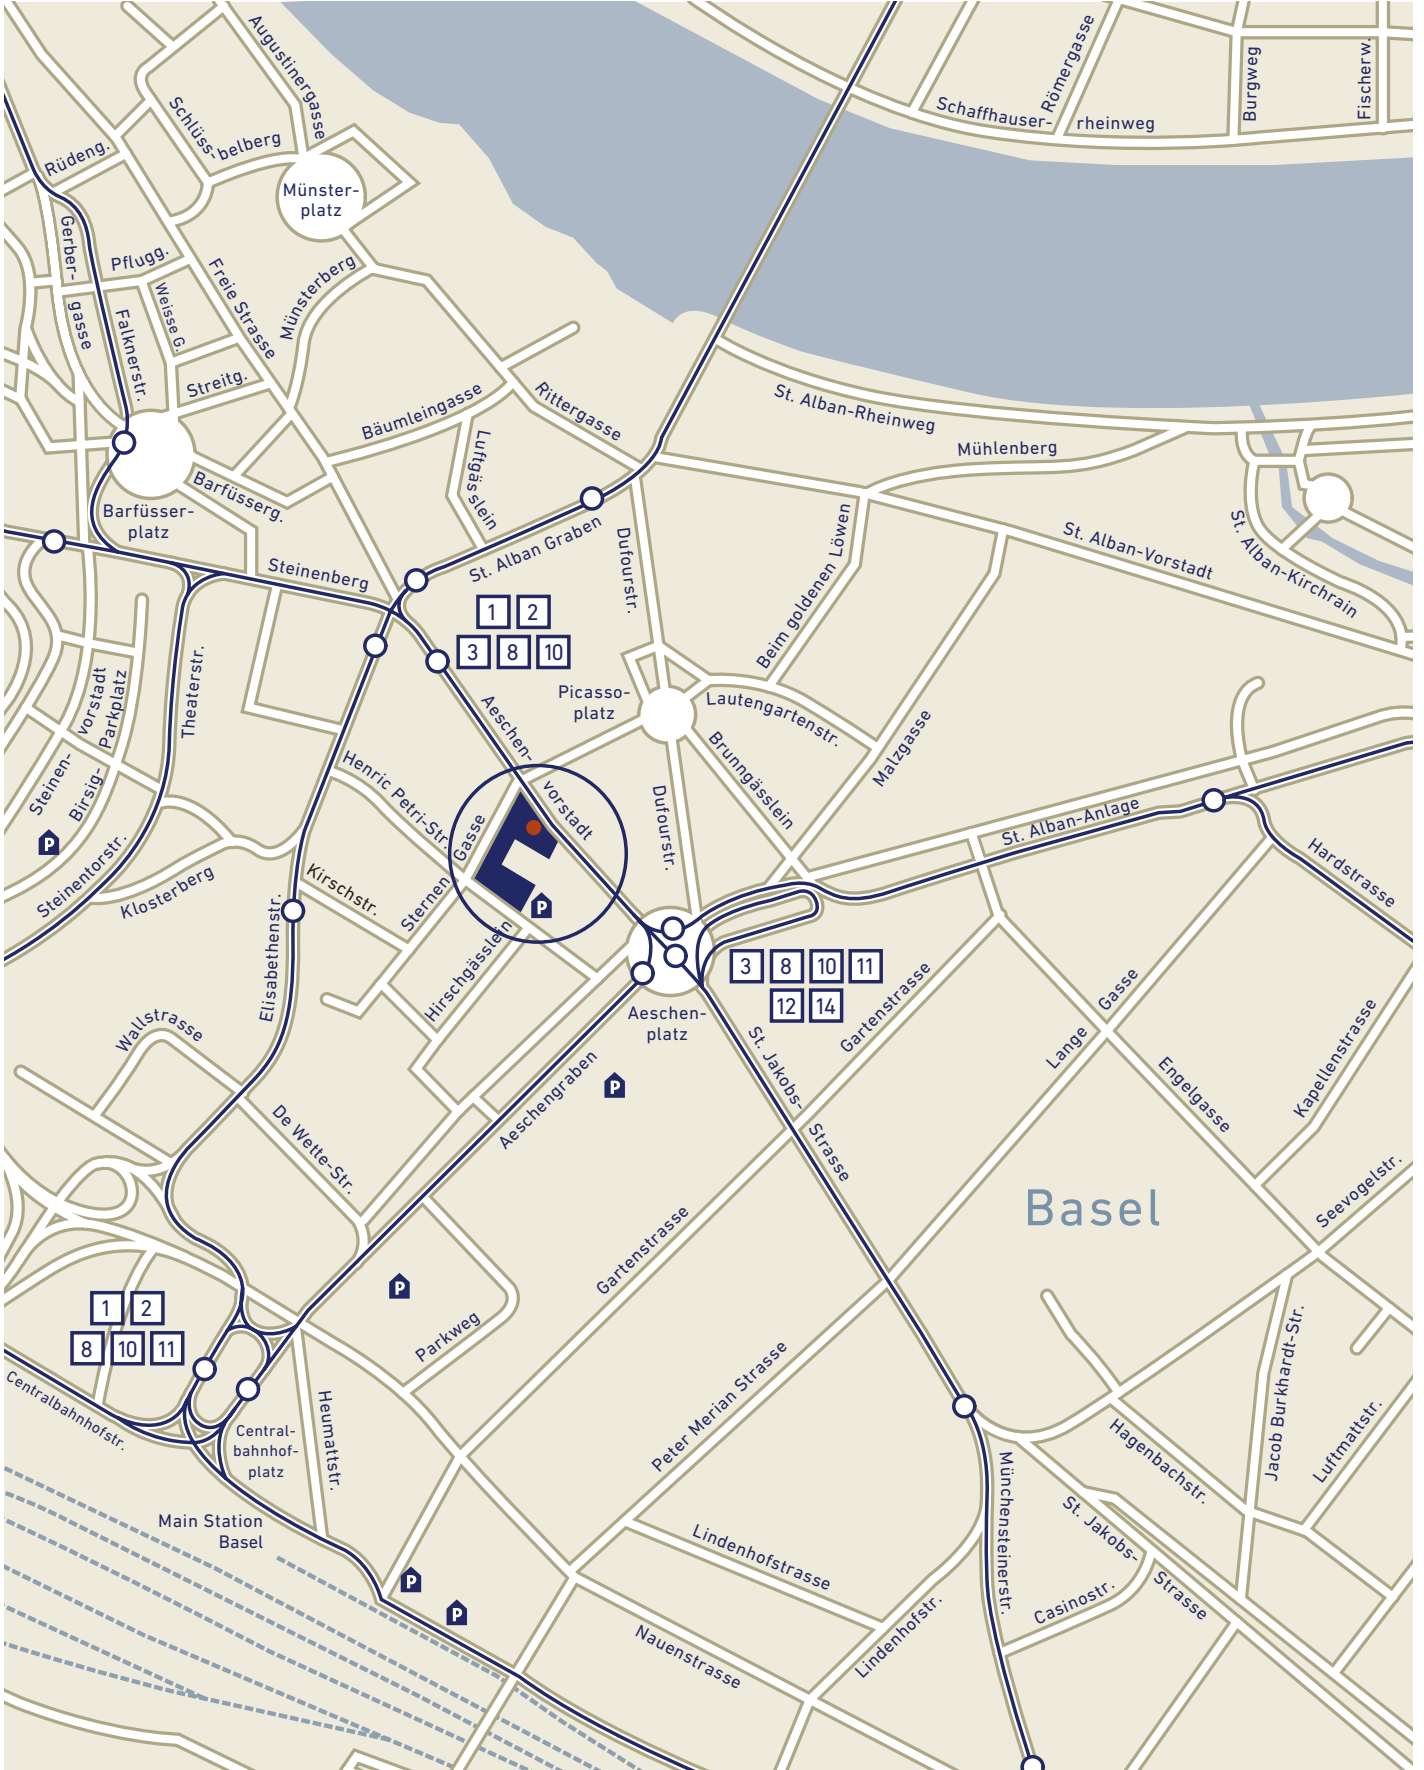 Augustinergasse
Schlüss-
belberg
Rüdeng.
Münster-
platz
Römergasse
Burgweg
Fischerw.
Schaffhauser-
rheinweg
Gerber-
gasse
Pflugg.
Weisse G.
Falknerstr.
Freie Strasse
Münsterberg
Streitg.
Bäumleingasse
Rittergasse
Luftgäs slein
St. Alban-Rheinweg
Mühlenberg
Barfüsserg.
Barfüsser-
platz
Steinenberg
St. Alban Graben
Dufourstr.
Beim goldenen Löwen
St. Alban-Vorstadt
St. Alban-Kirchrain
1 2
3 8 10
Theaterstr.
Steinen-
vorstadt
Birsig-
Parkplatz
P
Steinentorstr.
Klosterberg
Picasso-
platz
Lautengartenstr.
Brunngässlein
Malzgasse
Aeschen-
vorstadt
Henric Petri-Str.
Sternen
Gasse
P
Dufourstr.
St. Alban-Anlage
Hardstrasse
Kirschstr.
Elisabethenstr.
Hirschgässlein
3 8 10 11
12 14
Aeschen-
platz
Wallstrasse
De Wette-Str.
Aeschengraben
P
St. Jakobs-
Strasse
Gartenstrasse
Lange Gasse
Engelgasse
Kapellenstrasse
Seevogelstr.
Basel
Gartenstrasse
P
Parkweg
1 2
8 10 11
Centralbahnhofstr.
Central-
bahnhof-
platz
Heumattstr.
Main Station
Basel
Peter Merian Strasse
Jacob Burkhardt-Str.
Luftmattstr.
Hagenbachstr.
Münchensteinerstr.
St. Jakobs-
Strasse
Casinostr.
Lindenhofstrasse
Lindenhofstr.
Nauenstrasse
P
P